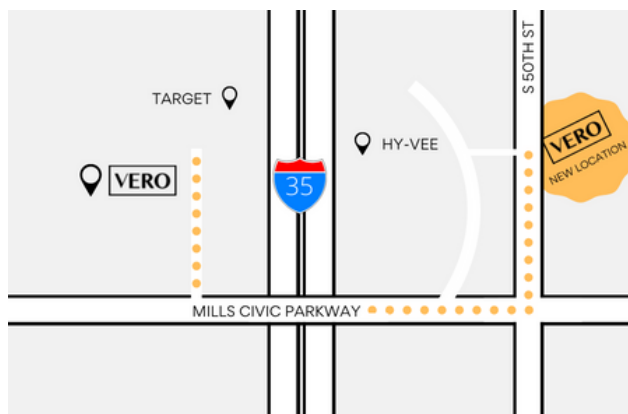 TARGET
HY-VEE
VERO
35
S 50TH ST
VERO
NEW LOCATION
MILLS CIVIC PARKWAY